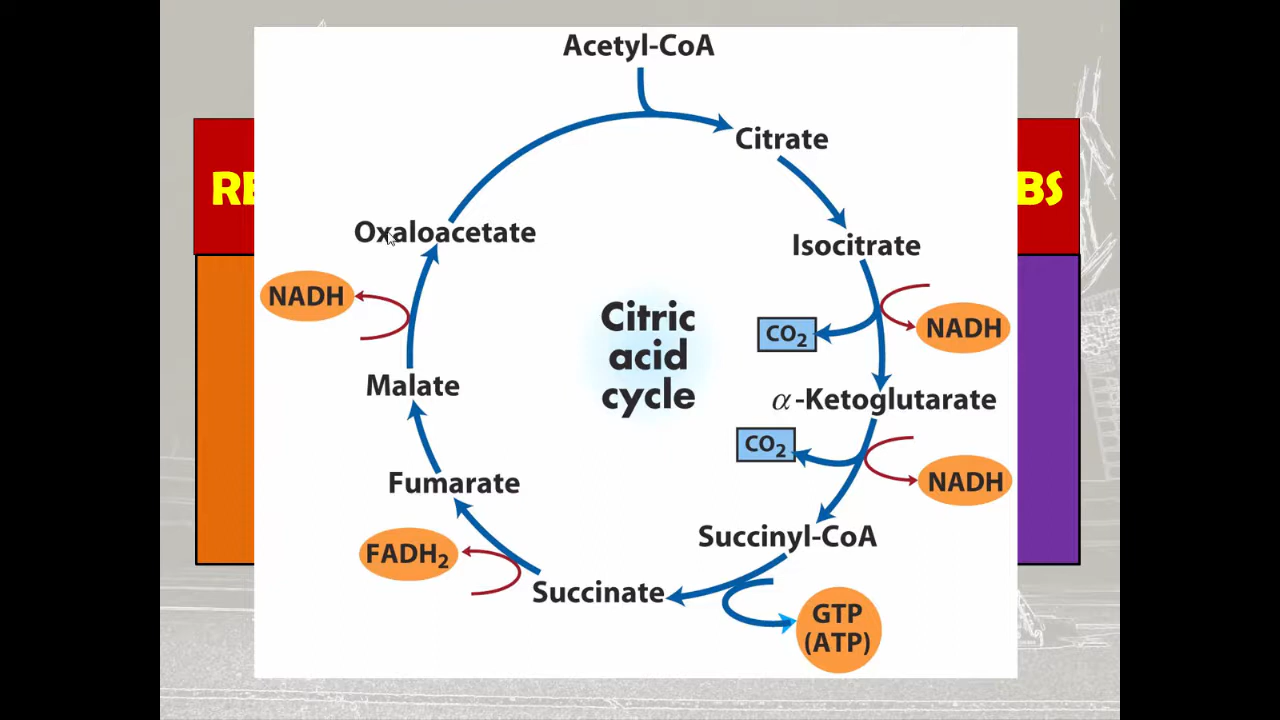 Acetyl-CoA
Citrate
RE
BS
Oxaloacetate
Isocitrate
NADH
Citric
acid
cycle
CO₂
NADH
Malate
α-Ketoglutarate
CO₂
Fumarate
NADH
Succinyl-CoA
FADH₂
Succinate
GTP
(ATP)